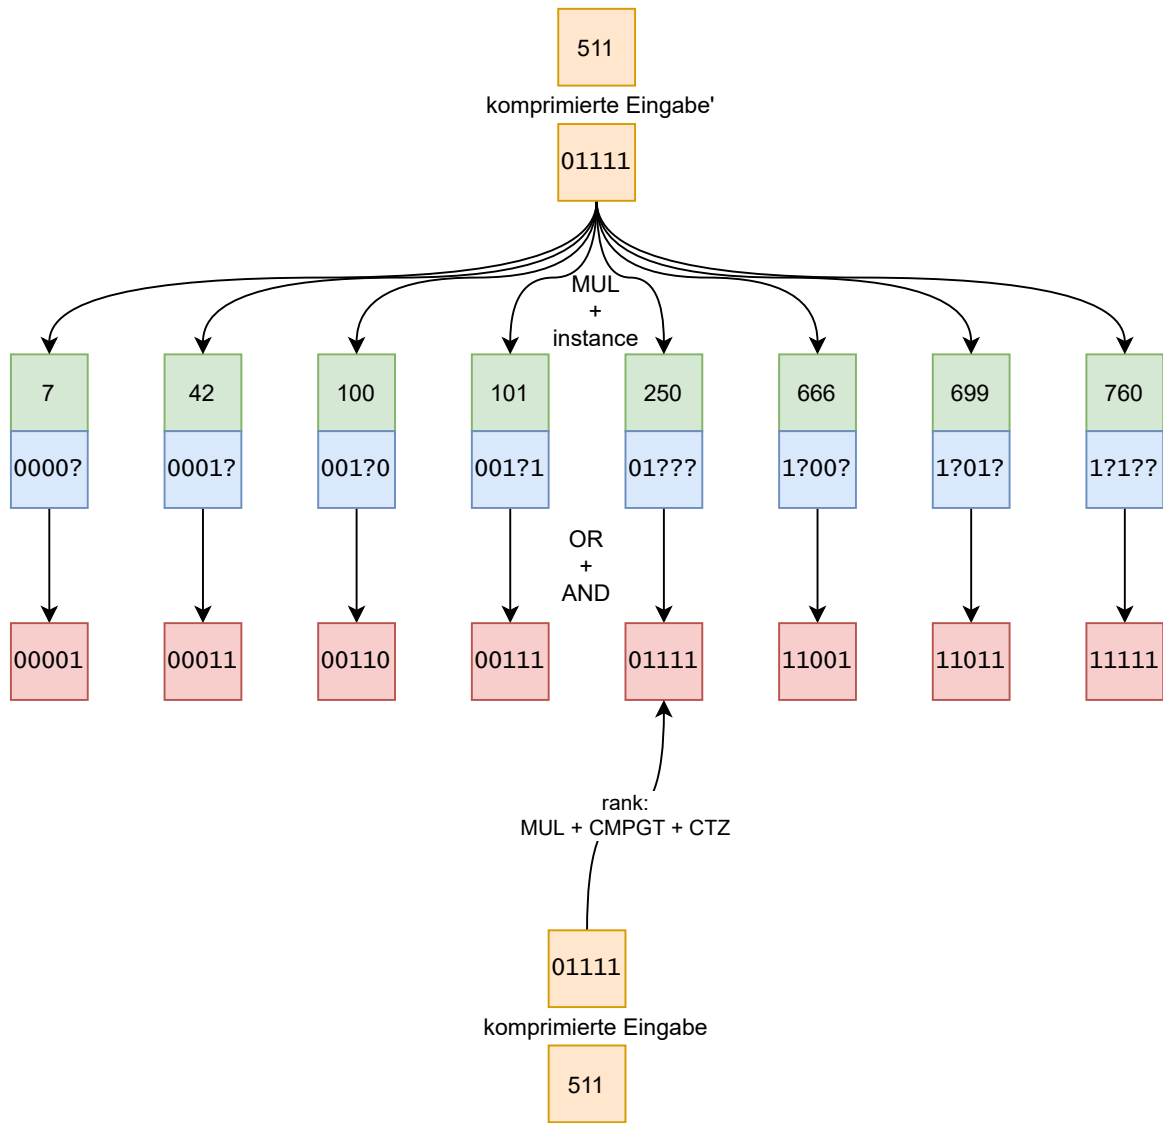 511
komprimierte Eingabe'
01111
MUL
+
instance
7 42 100 101 250 666 699 760
0000? 0001? 001?0 001?1 01??? 1?00? 1?01? 1?1??
OR
+
AND
00001 00011 00110 00111 01111 11001 11011 11111
rank:
MUL + CMPGT + CTZ
01111
komprimierte Eingabe
511